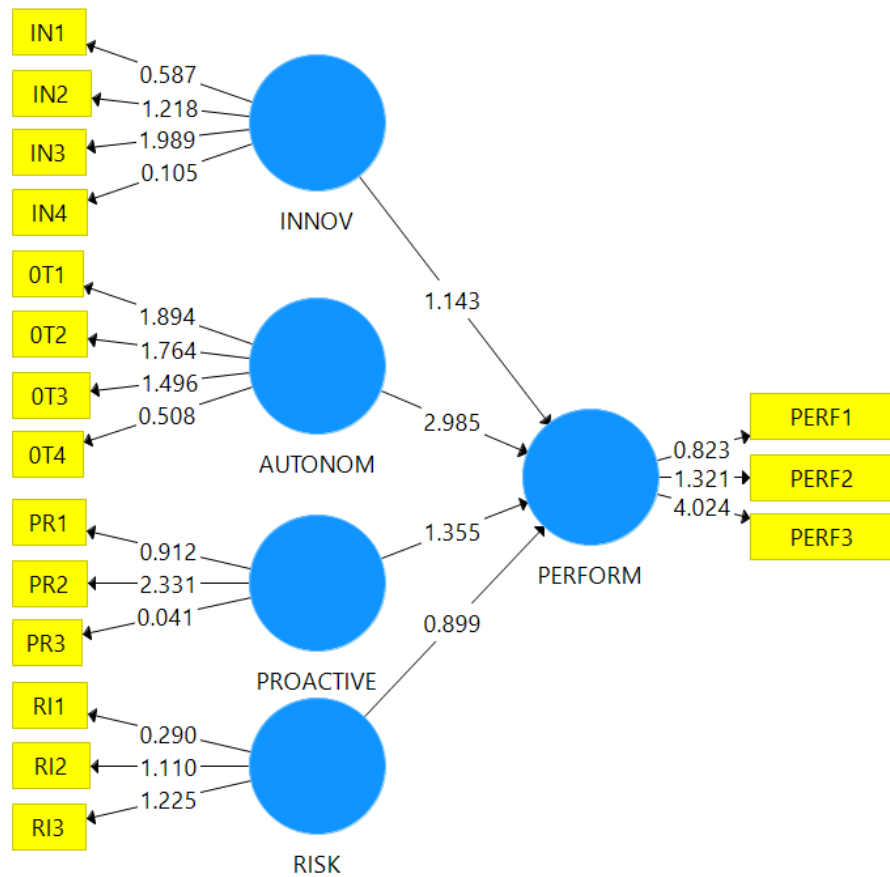 IN1
0.587
IN2
1.218
IN3
1.989
IN4
0.105
INNOV
0T1
1.894
0T2
1.764
0T3
1.496
0T4
0.508
AUTONOM
PR1
0.912
PR2
2.331
PR3
0.041
PROACTIVE
RI1
0.290
RI2
1.110
RI3
1.225
RISK
1.143
2.985
1.355
0.899
PERFORM
0.823
PERF1
1.321
PERF2
4.024
PERF3